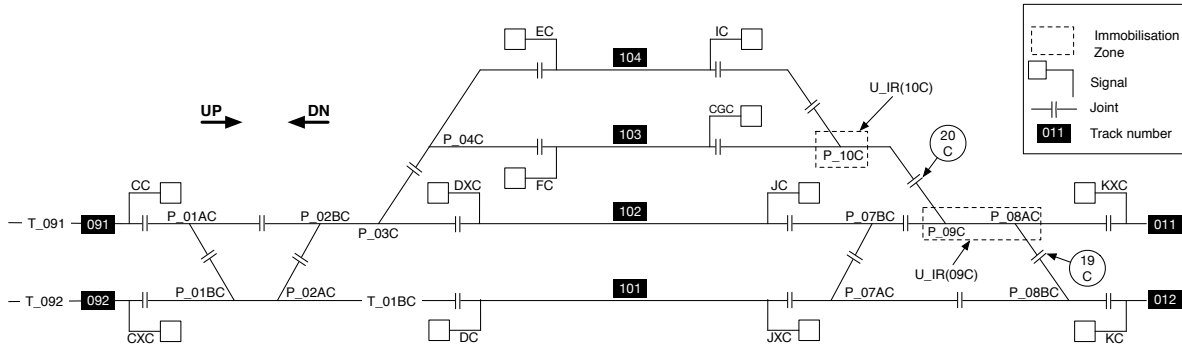 EC
IC
104
Immobilisation
Zone
Signal
Joint
011 Track number
UP
DN
U_IR(10C)
CGC
103
P_04C
P_10C
20
C
FC
CC
DXC
JC
KXC
T_091 091
P_01AC
P_02BC
102
P_07BC
P_08AC
011
P_03C
P_09C
U_IR(09C)
19
C
T_092 092
P_01BC
P_02AC
T_01BC
101
P_07AC
P_08BC
012
CXC
DC
JXC
KC